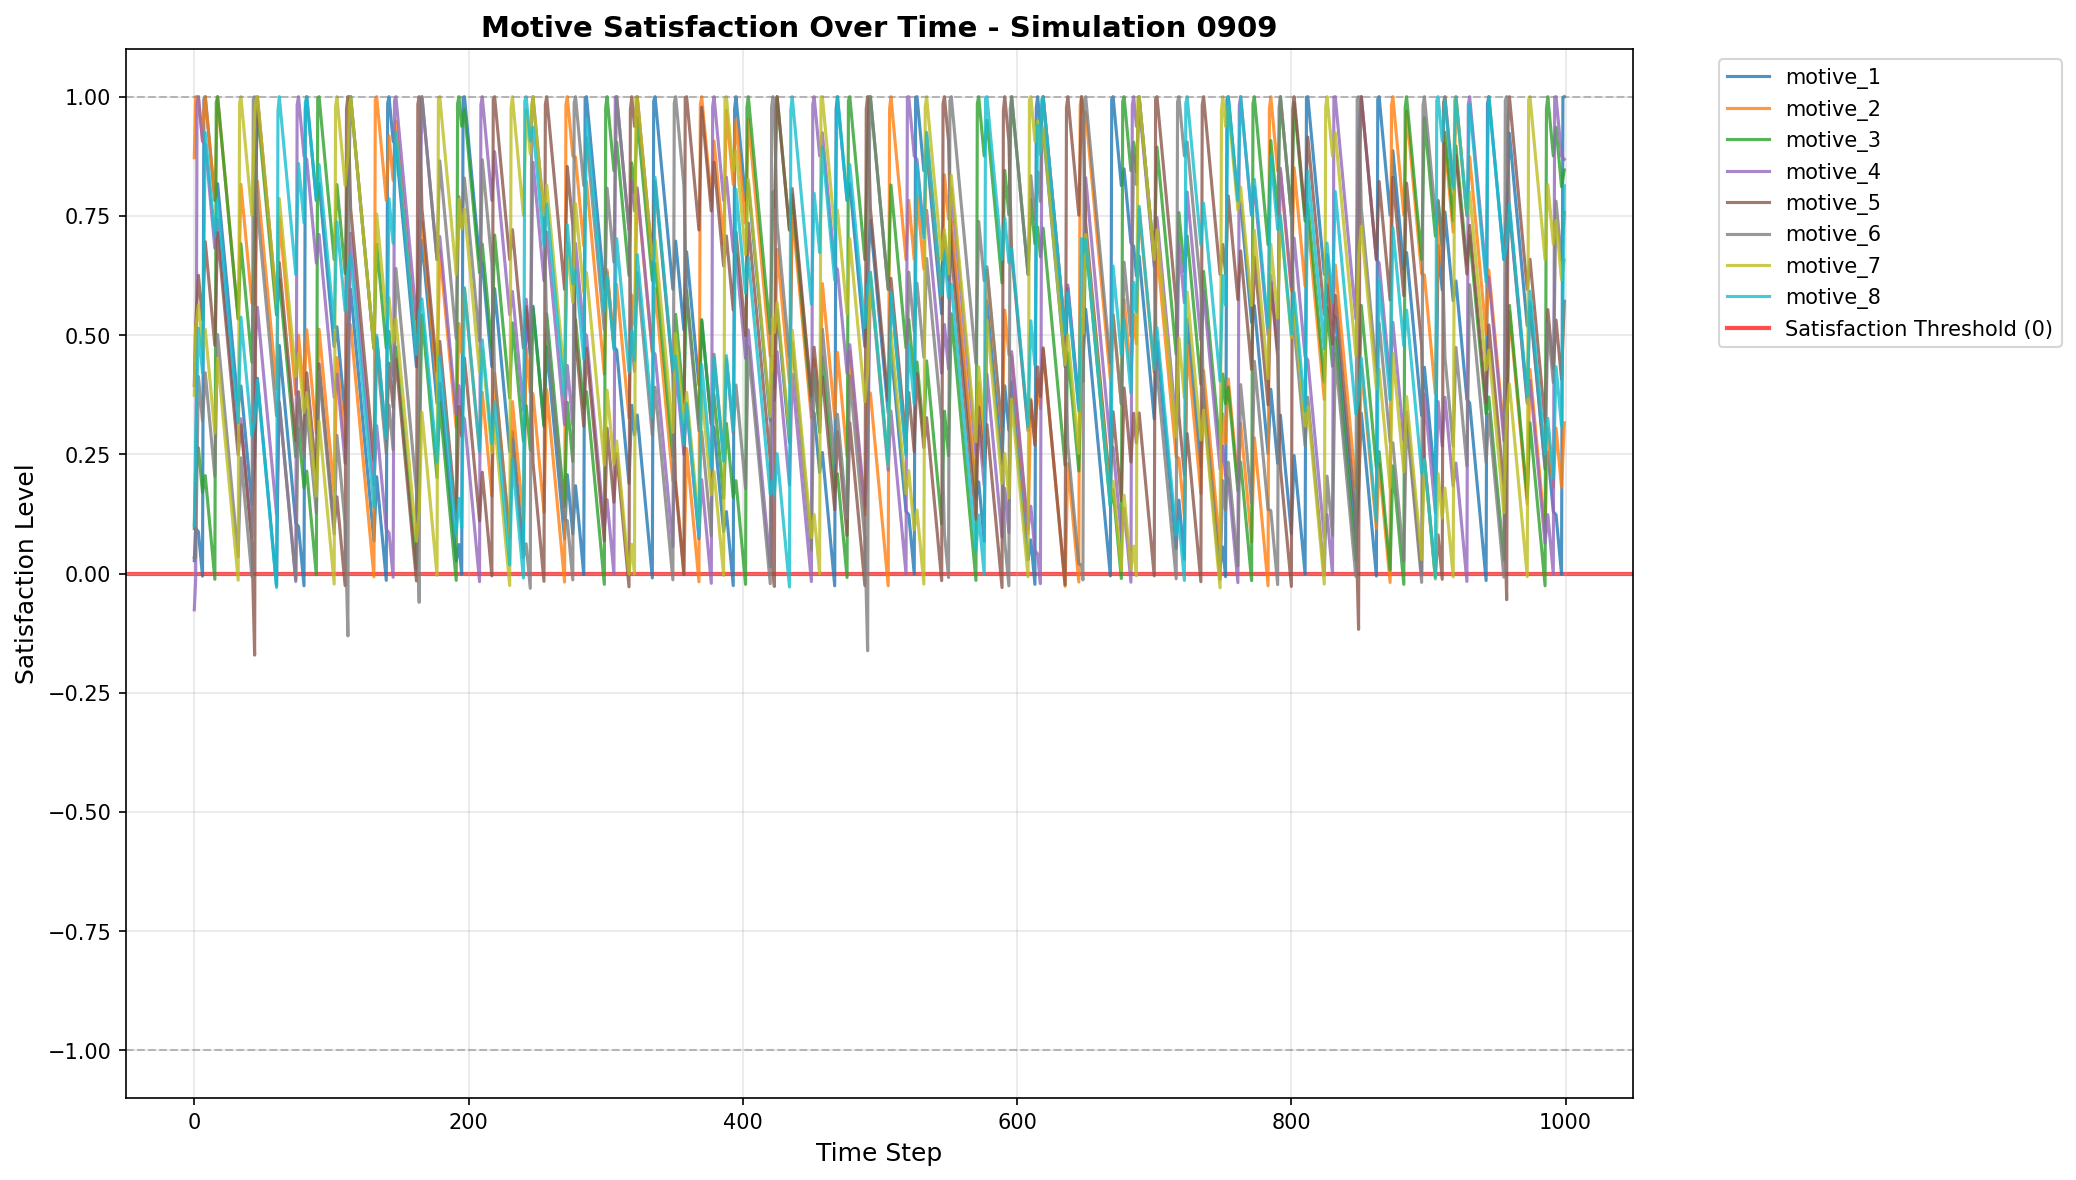 Motive Satisfaction Over Time - Simulation 0909
1.00
0.75
0.50
0.25
0.00
−0.25
−0.50
−0.75
−1.00
Satisfaction Level
0
200
400
600
800
1000
Time Step
motive_1
motive_2
motive_3
motive_4
motive_5
motive_6
motive_7
motive_8
Satisfaction Threshold (0)